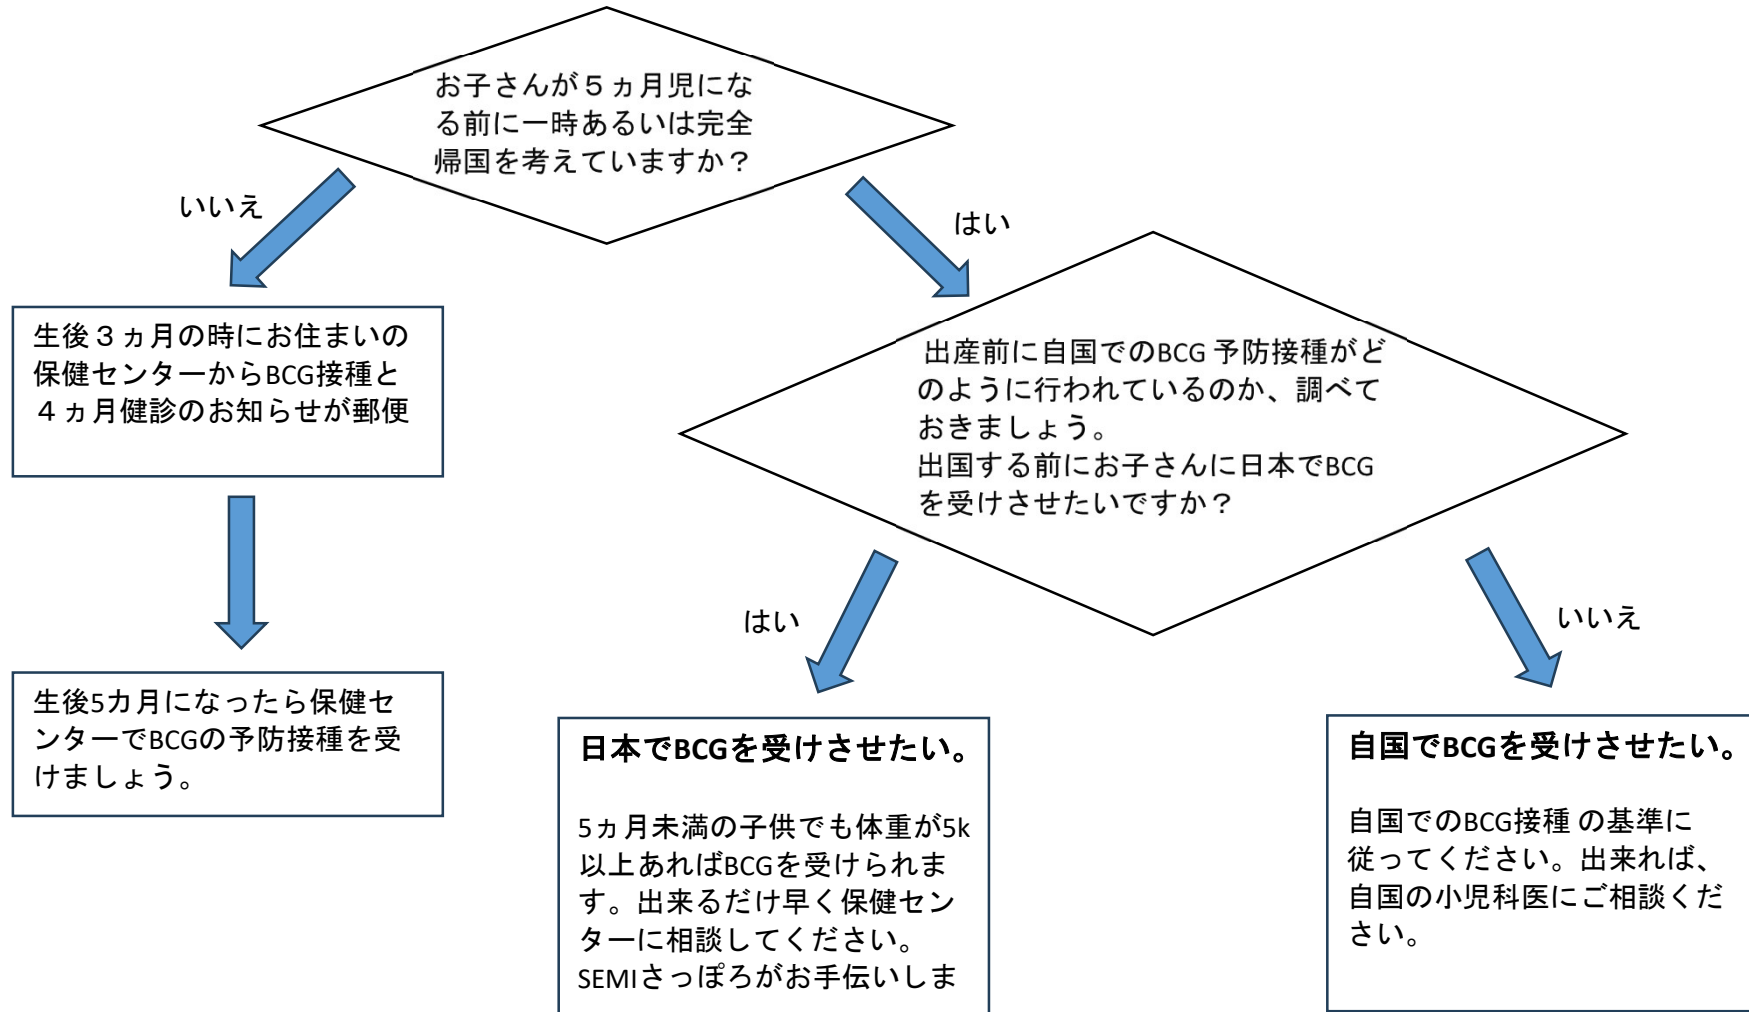 お子さんが５ヵ月児にな
る前に一時あるいは完全
帰国を考えていますか？
いいえ
はい
生後３ヵ月の時にお住まいの
保健センターからBCG接種と
４ヵ月健診のお知らせが郵便
出産前に自国でのBCG 予防接種がど
のように行われているのか、調べて
おきましょう。
出国する前にお子さんに日本でBCG
を受けさせたいですか？
はい
いいえ
生後5カ月になったら保健セ
ンターでBCGの予防接種を受
けましょう。
日本でBCGを受けさせたい。
5ヵ月未満の子供でも体重が5k
以上あればBCGを受けられま
す。出来るだけ早く保健セン
ターに相談してください。
SEMIさっぽろがお手伝いしま
自国でBCGを受けさせたい。
自国でのBCG接種 の基準に
従ってください。出来れば、
自国の小児科医にご相談くだ
さい。